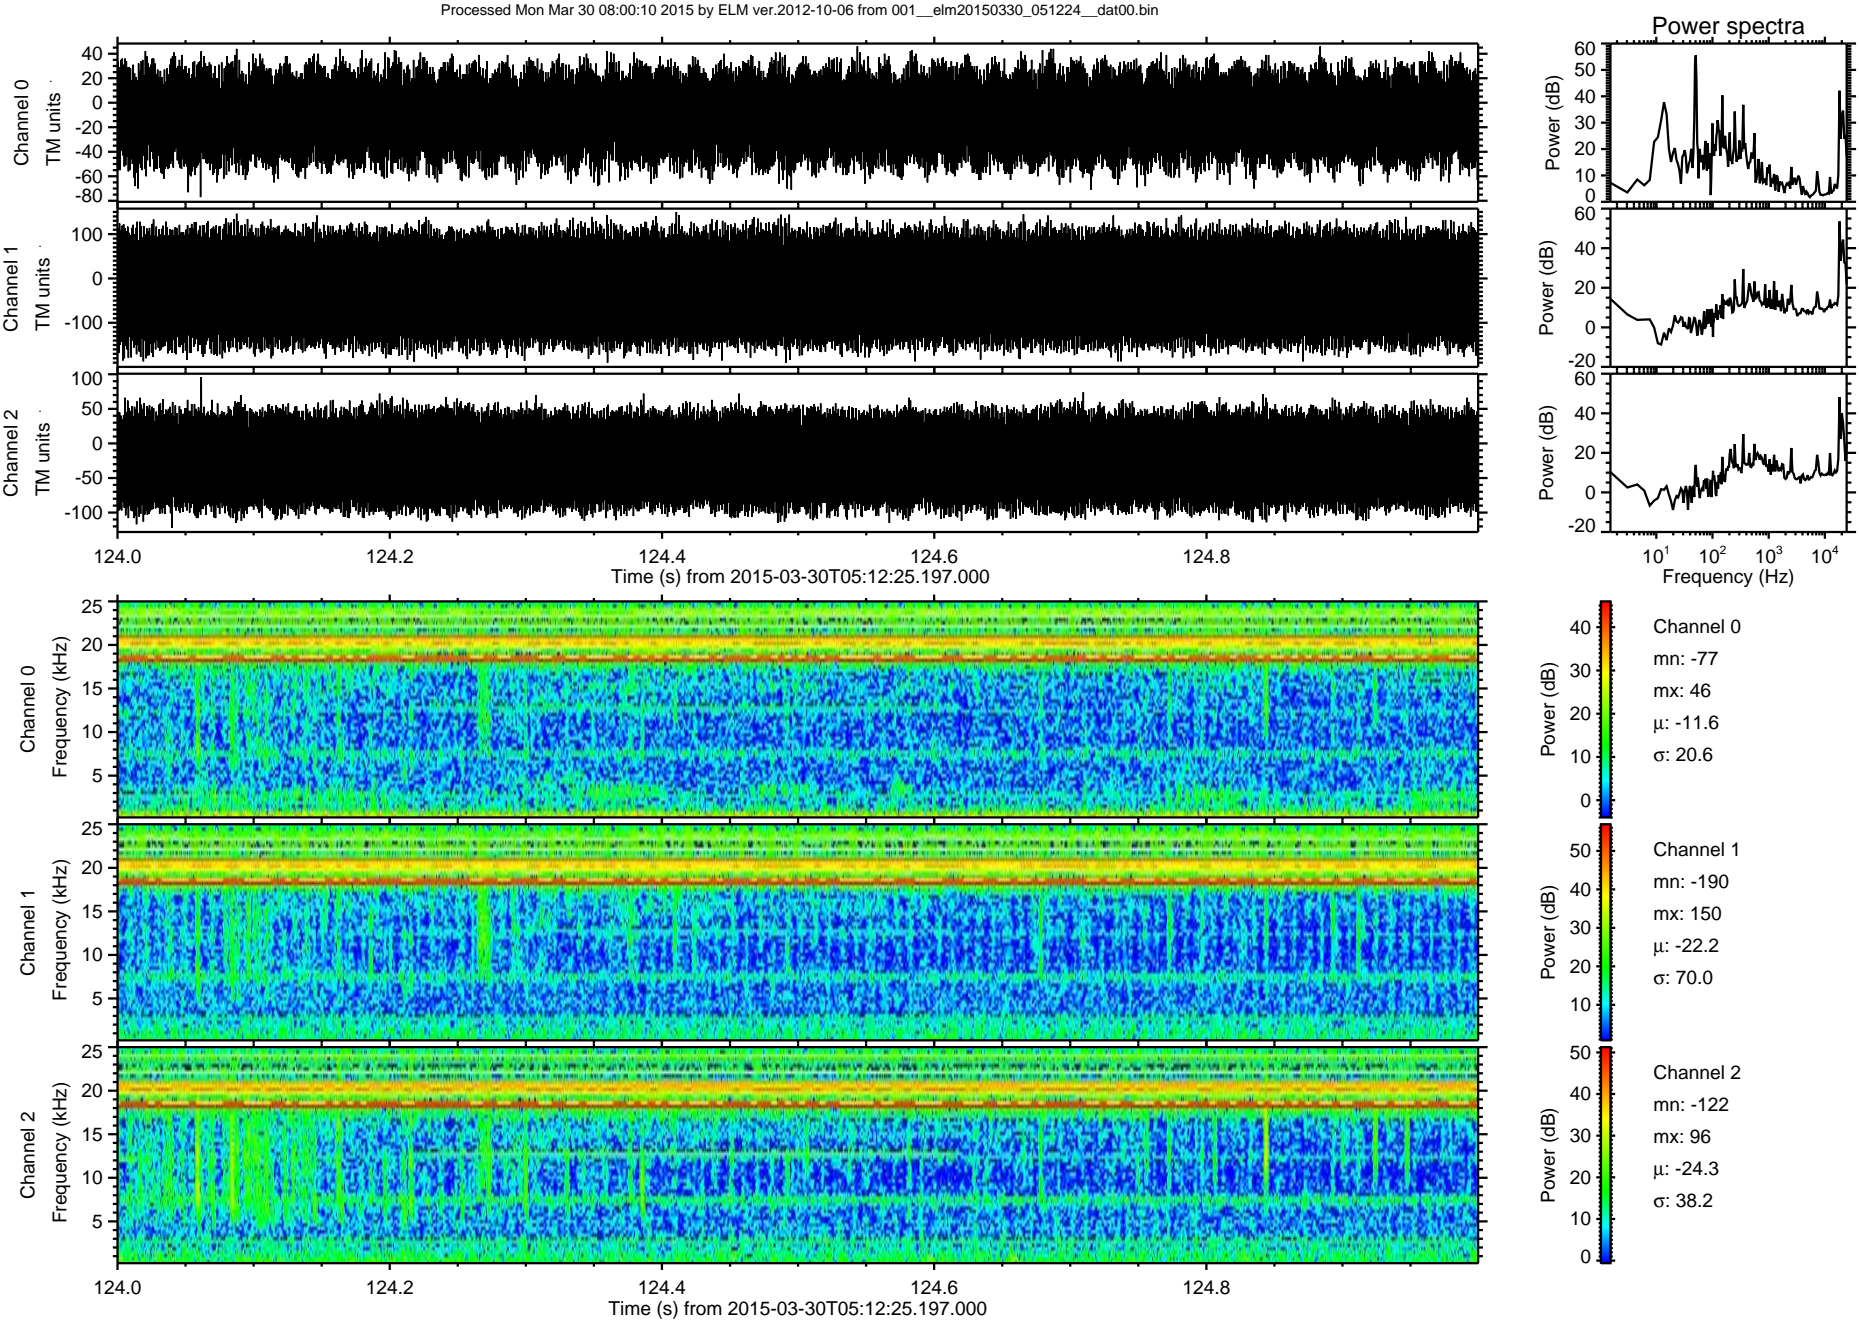 Processed Mon Mar 30 08:00:10 2015 by ELM ver.2012-10-06 from 001__elm20150330_051224__dat00.bin
Power spectra
Channel 0
TM units
40
20
0
-20
-40
-60
-80
Power (dB)
60
50
40
30
20
10
0
Channel 1
TM units
100
0
-100
Power (dB)
60
40
20
0
-20
Channel 2
TM units
100
50
0
-50
-100
Power (dB)
60
40
20
0
-20
124.0 124.2 124.4 124.6 124.8
Time (s) from 2015-03-30T05:12:25.197.000
10^1 10^2 10^3 10^4
Frequency (Hz)
Channel 0
Frequency (kHz)
25
20
15
10
5
Power (dB)
40
30
20
10
0
Channel 0
mn: -77
mx: 46
µ: -11.6
σ: 20.6
Channel 1
Frequency (kHz)
25
20
15
10
5
Power (dB)
50
40
30
20
10
Channel 1
mn: -190
mx: 150
µ: -22.2
σ: 70.0
Channel 2
Frequency (kHz)
25
20
15
10
5
Power (dB)
50
40
30
20
10
0
Channel 2
mn: -122
mx: 96
µ: -24.3
σ: 38.2
124.0 124.2 124.4 124.6 124.8
Time (s) from 2015-03-30T05:12:25.197.000